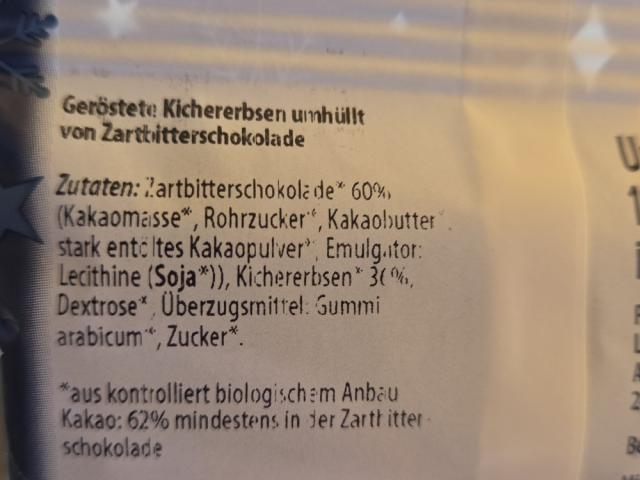 Geröstete Kichererbsen umhüllt
von Zartbitterschokolade
Zutaten: Zartbitterschokolade* 60%
(Kakaomasse*, Rohrzucker*, Kakaobutter*,
stark entöltes Kakaopulver*, Emulgator:
Lecithine (Soja*)), Kichererbsen*
Dextrose*, Überzugsmittel: Gummi
arabicum*, Zucker*.
*aus kontrolliert biologischem Anbau
Kakao: 62% mindestens in der Zartbitter-
schokolade